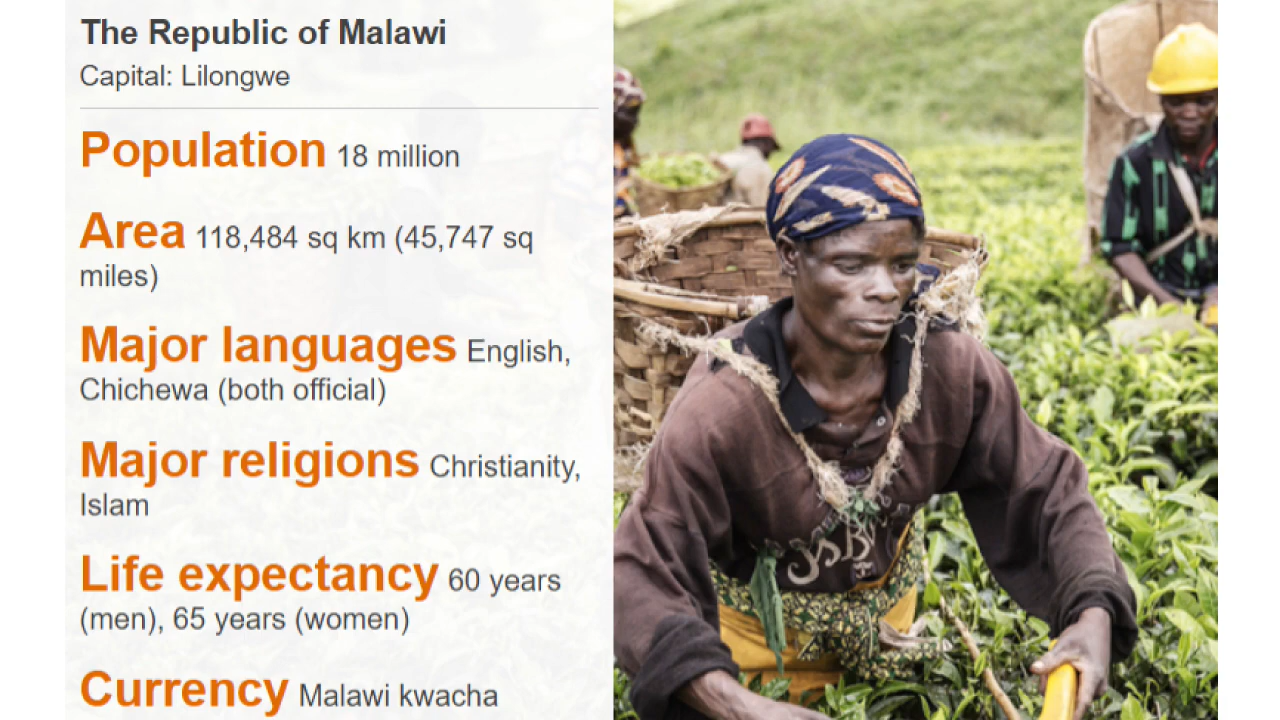 The Republic of Malawi
Capital: Lilongwe
Population 18 million
Area 118,484 sq km (45,747 sq
miles)
Major languages English,
Chichewa (both official)
Major religions Christianity,
Islam
Life expectancy 60 years
(men), 65 years (women)
Currency Malawi kwacha